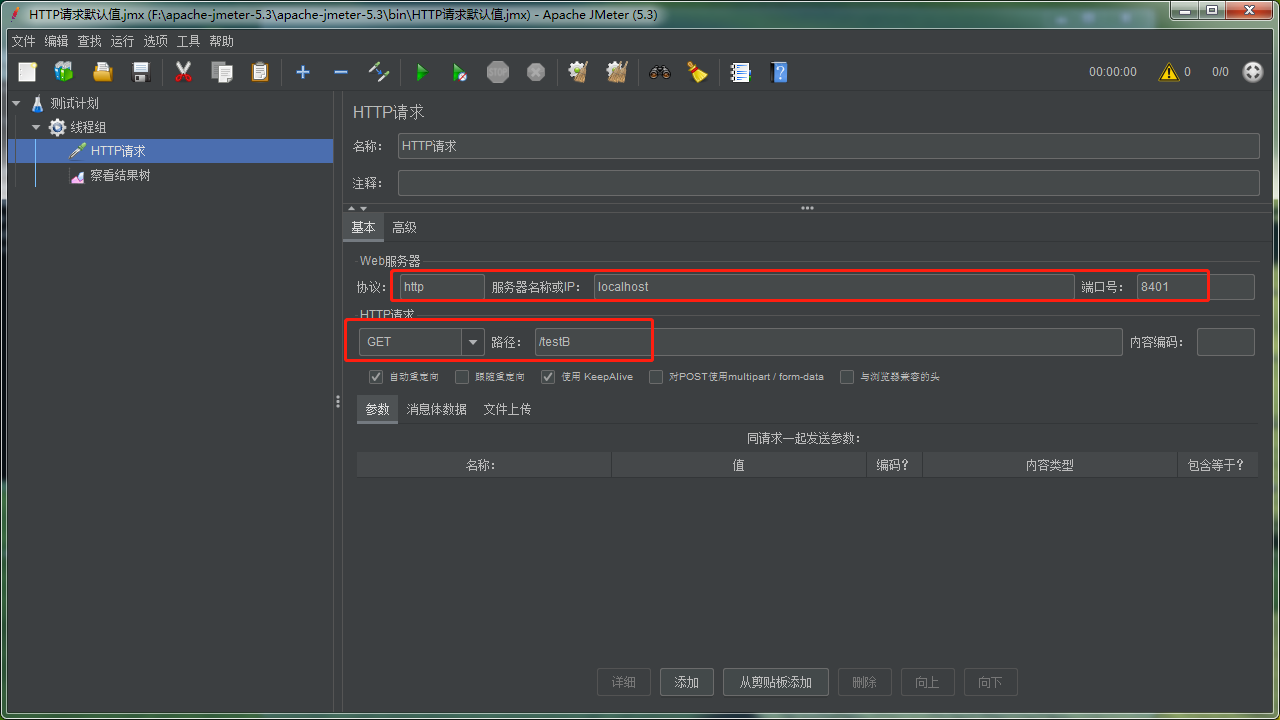 HTTP请求默认值.jmx (F:\apache-jmeter-5.3\apache-jmeter-5.3\bin\HTTP请求默认值.jmx) - Apache JMeter (5.3)
文件 编辑 查找 运行 选项 工具 帮助
STOP 00:00:00 0 0/0
测试计划
线程组
HTTP请求
察看结果树
HTTP请求
名称： HTTP请求
注释：
基本 高级
Web服务器
协议： http 服务器名称或IP： localhost 端口号： 8401
HTTP请求
GET 路径： /testB 内容编码：
自动重定向 跟随重定向 使用 KeepAlive 对POST使用multipart / form-data 与浏览器兼容的头
参数 消息体数据 文件上传
同请求一起发送参数：
名称： 值 编码？ 内容类型 包含等于？
详细 添加 从剪贴板添加 删除 向上 向下